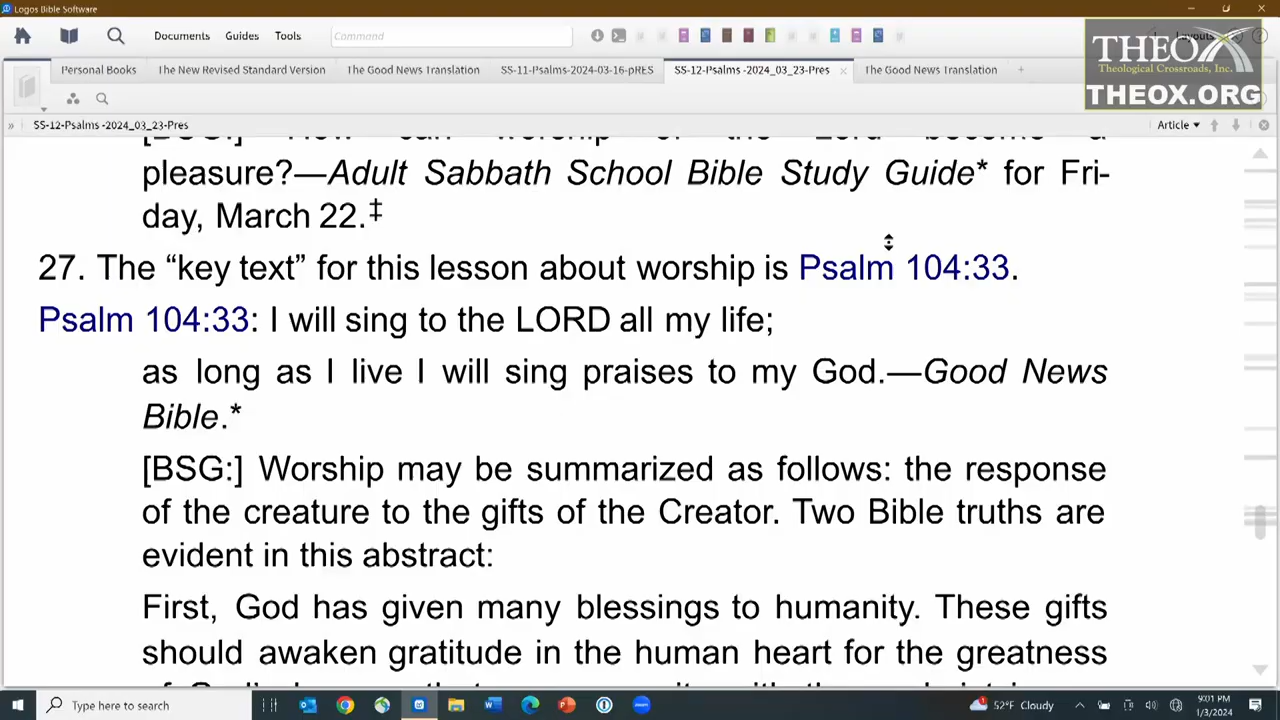 Logos Bible Software
Documents Guides Tools Command
THEOX
Theological Crossroads, Inc.
THEOX.ORG
Personal Books The New Revised Standard Version The Good News Translation S 11-Psalms-2024-03-16-pRES SS-12-Psalms -2024_03_23-Pres The Good News Translation
SS-12-Psalms -2024_03_23-Pres Article
[BSG:] How can worship of the Lord become a
pleasure?—Adult Sabbath School Bible Study Guide* for Fri-
day, March 22.‡
27. The “key text” for this lesson about worship is Psalm 104:33.
Psalm 104:33: I will sing to the LORD all my life;
as long as I live I will sing praises to my God.—Good News
Bible.*
[BSG:] Worship may be summarized as follows: the response
of the creature to the gifts of the Creator. Two Bible truths are
evident in this abstract:
First, God has given many blessings to humanity. These gifts
should awaken gratitude in the human heart for the greatness
Type here to search 52°F Cloudy 9:01 PM
1/3/2024